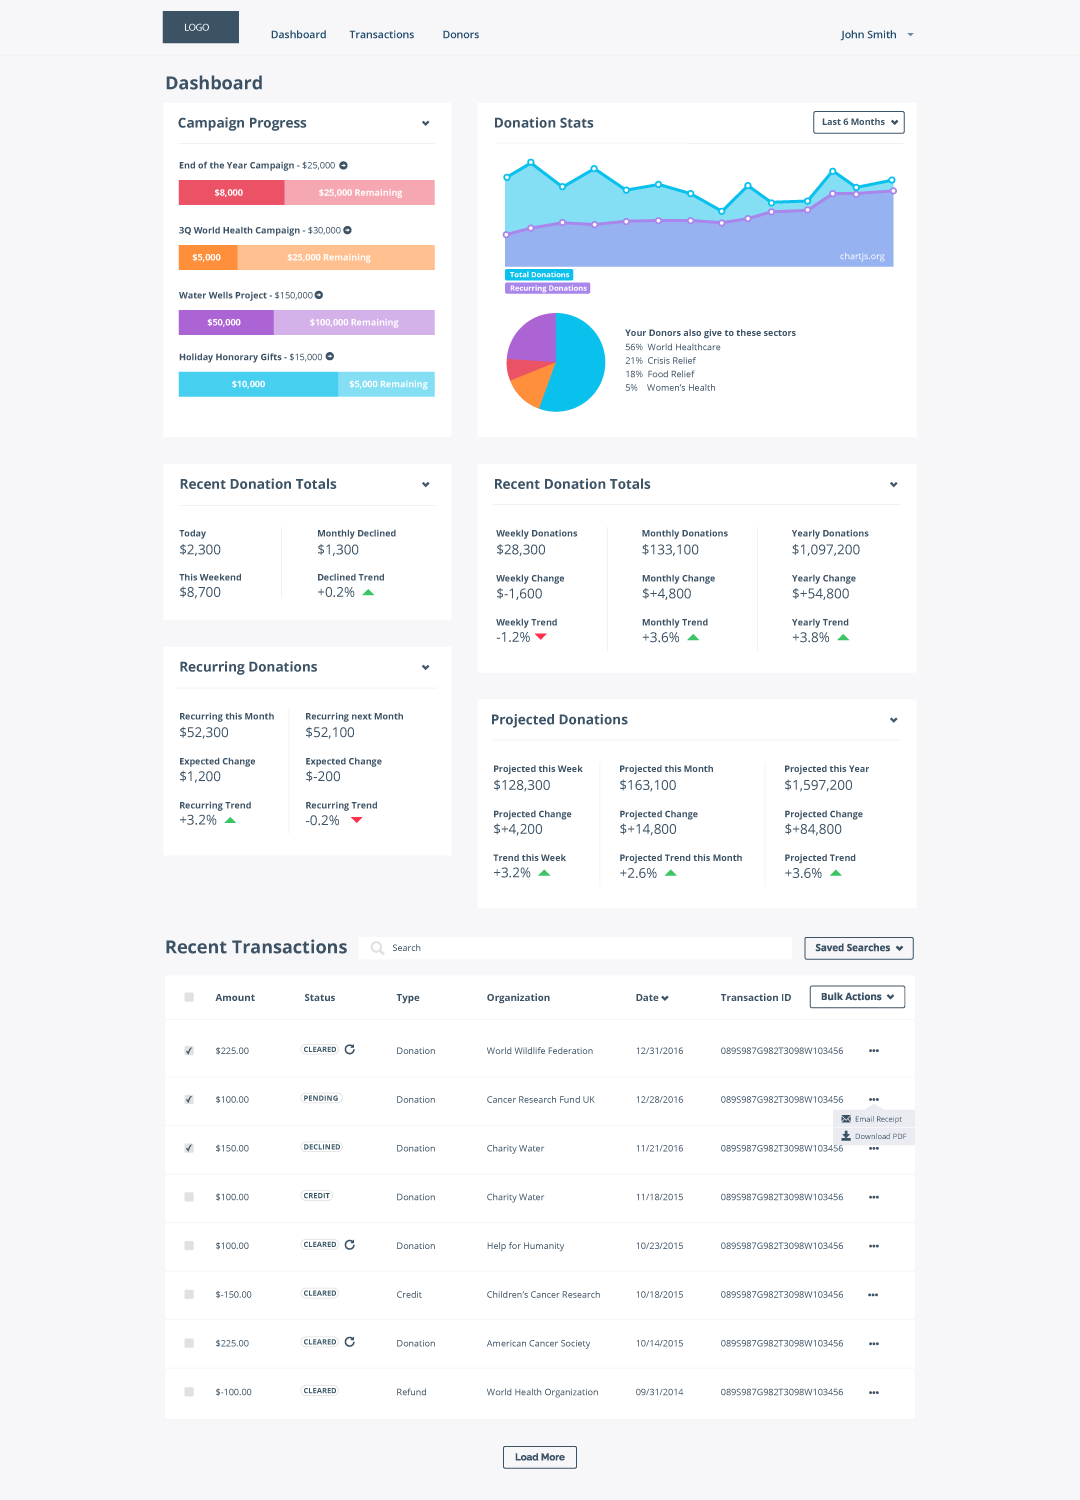 LOGO
Dashboard Transactions Donors John Smith
Dashboard
Campaign Progress
End of the Year Campaign - $25,000
$8,000 $25,000 Remaining
3Q World Health Campaign - $30,000
$5,000 $25,000 Remaining
Water Wells Project - $150,000
$50,000 $100,000 Remaining
Holiday Honorary Gifts - $15,000
$10,000 $5,000 Remaining
Donation Stats Last 6 Months
chartjs.org
Total Donations
Recurring Donations
Your Donors also give to these sectors
56% World Healthcare
21% Crisis Relief
18% Food Relief
5% Women's Health
Recent Donation Totals
Today Monthly Declined
$2,300 $1,300
This Weekend Declined Trend
$8,700 +0.2%
Recent Donation Totals
Weekly Donations Monthly Donations Yearly Donations
$28,300 $133,100 $1,097,200
Weekly Change Monthly Change Yearly Change
$-1,600 $+4,800 $+54,800
Weekly Trend Monthly Trend Yearly Trend
-1.2% +3.6% +3.8%
Recurring Donations
Recurring this Month Recurring next Month
$52,300 $52,100
Expected Change Expected Change
$1,200 $-200
Recurring Trend Recurring Trend
+3.2% -0.2%
Projected Donations
Projected this Week Projected this Month Projected this Year
$128,300 $163,100 $1,597,200
Projected Change Projected Change Projected Change
$+4,200 $+14,800 $+84,800
Trend this Week Projected Trend this Month Projected Trend
+3.2% +2.6% +3.6%
Recent Transactions Search Saved Searches
Amount Status Type Organization Date Transaction ID Bulk Actions
$225.00 CLEARED Donation World Wildlife Federation 12/31/2016 089S987G982T3098W103456
$100.00 PENDING Donation Cancer Research Fund UK 12/28/2016 089S987G982T3098W103456
Email Receipt
Download PDF
$150.00 DECLINED Donation Charity Water 11/21/2016 089S987G982T3098W103456
$100.00 CREDIT Donation Charity Water 11/18/2015 089S987G982T3098W103456
$100.00 CLEARED Donation Help for Humanity 10/23/2015 089S987G982T3098W103456
$-150.00 CLEARED Credit Children's Cancer Research 10/18/2015 089S987G982T3098W103456
$225.00 CLEARED Donation American Cancer Society 10/14/2015 089S987G982T3098W103456
$-100.00 CLEARED Refund World Health Organization 09/31/2014 089S987G982T3098W103456
Load More